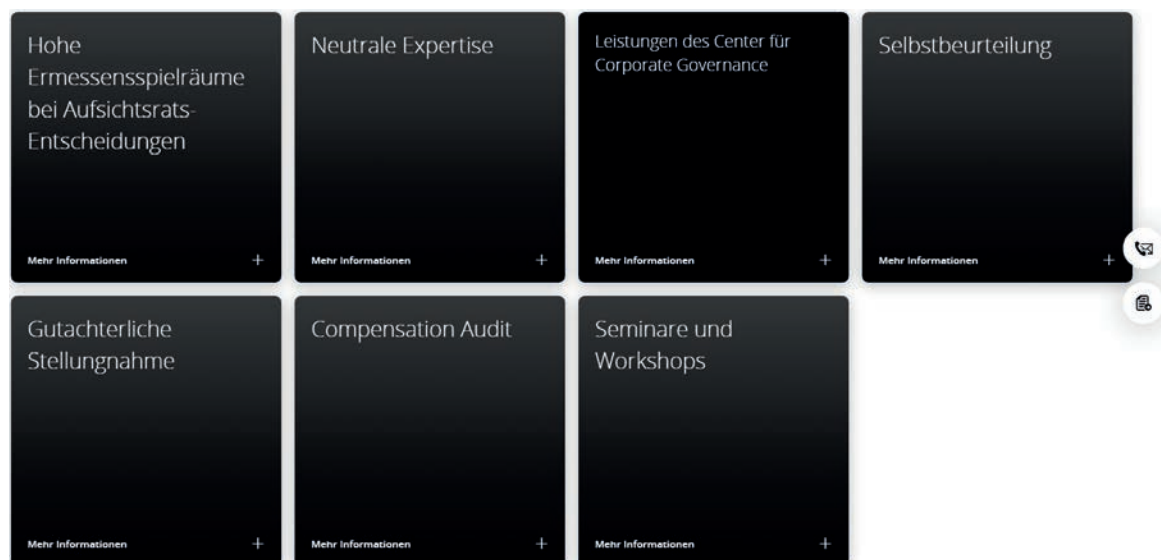 Hohe
Ermessensspielräume
bei Aufsichtsrats-
Entscheidungen
Mehr Informationen
Neutrale Expertise
Mehr Informationen
Leistungen des Center für
Corporate Governance
Mehr Informationen
Selbstbeurteilung
Mehr Informationen
Gutachterliche
Stellungnahme
Mehr Informationen
Compensation Audit
Mehr Informationen
Seminare und
Workshops
Mehr Informationen